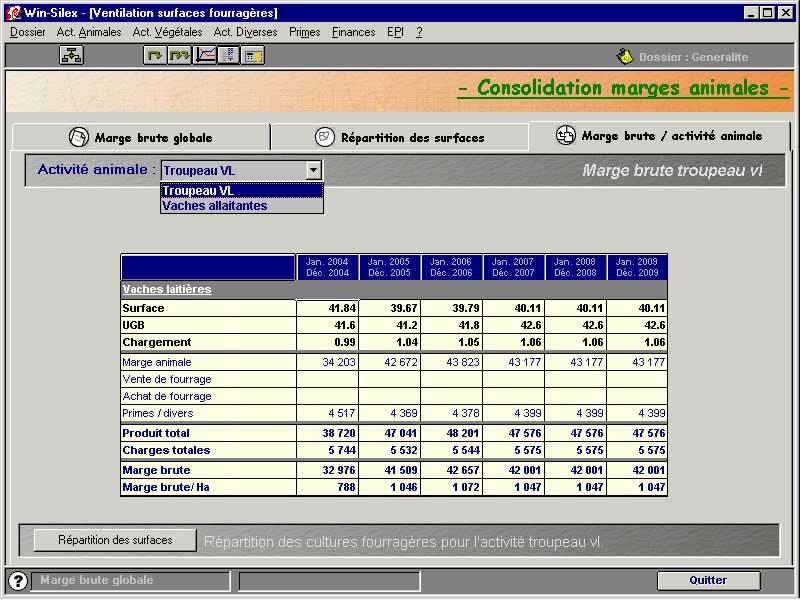 Win-Silex - [Ventilation surfaces fourragères]
Dossier Act. Animales Act. Végétales Act. Diverses Primes Finances EPI ?
Dossier : Generalite
- Consolidation marges animales -
Marge brute globale Répartition des surfaces Marge brute / activité animale
Activité animale : Troupeau VL Marge brute troupeau vl
Troupeau VL
Vaches allaitantes
Jan. 2004 Jan. 2005 Jan. 2006 Jan. 2007 Jan. 2008 Jan. 2009
Déc. 2004 Déc. 2005 Déc. 2006 Déc. 2007 Déc. 2008 Déc. 2009
Vaches laitières
Surface 41.84 39.67 39.79 40.11 40.11 40.11
UGB 41.6 41.2 41.8 42.6 42.6 42.6
Chargement 0.99 1.04 1.05 1.06 1.06 1.06
Marge animale 34 203 42 672 43 823 43 177 43 177 43 177
Vente de fourrage
Achat de fourrage
Primes / divers 4 517 4 369 4 378 4 399 4 399 4 399
Produit total 38 720 47 041 48 201 47 576 47 576 47 576
Charges totales 5 744 5 532 5 544 5 575 5 575 5 575
Marge brute 32 976 41 509 42 657 42 001 42 001 42 001
Marge brute/ Ha 788 1 046 1 072 1 047 1 047 1 047
Répartition des surfaces Répartition des cultures fourragères pour l'activité troupeau vl.
? Marge brute globale Quitter